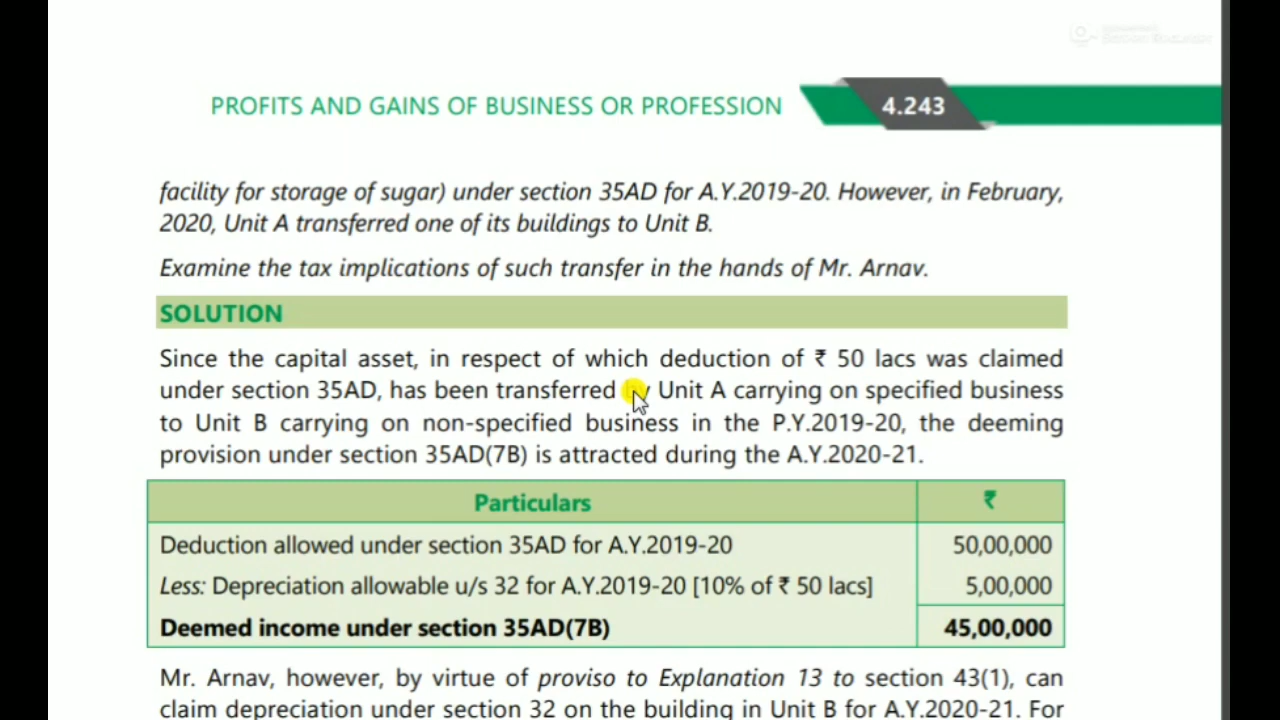 PROFITS AND GAINS OF BUSINESS OR PROFESSION 4.243
facility for storage of sugar) under section 35AD for A.Y.2019-20. However, in February,
2020, Unit A transferred one of its buildings to Unit B.
Examine the tax implications of such transfer in the hands of Mr. Arnav.
SOLUTION
Since the capital asset, in respect of which deduction of ₹ 50 lacs was claimed
under section 35AD, has been transferred by Unit A carrying on specified business
to Unit B carrying on non-specified business in the P.Y.2019-20, the deeming
provision under section 35AD(7B) is attracted during the A.Y.2020-21.
Particulars ₹
Deduction allowed under section 35AD for A.Y.2019-20 50,00,000
Less: Depreciation allowable u/s 32 for A.Y.2019-20 [10% of ₹ 50 lacs] 5,00,000
Deemed income under section 35AD(7B) 45,00,000
Mr. Arnav, however, by virtue of proviso to Explanation 13 to section 43(1), can
claim depreciation under section 32 on the building in Unit B for A.Y.2020-21. For